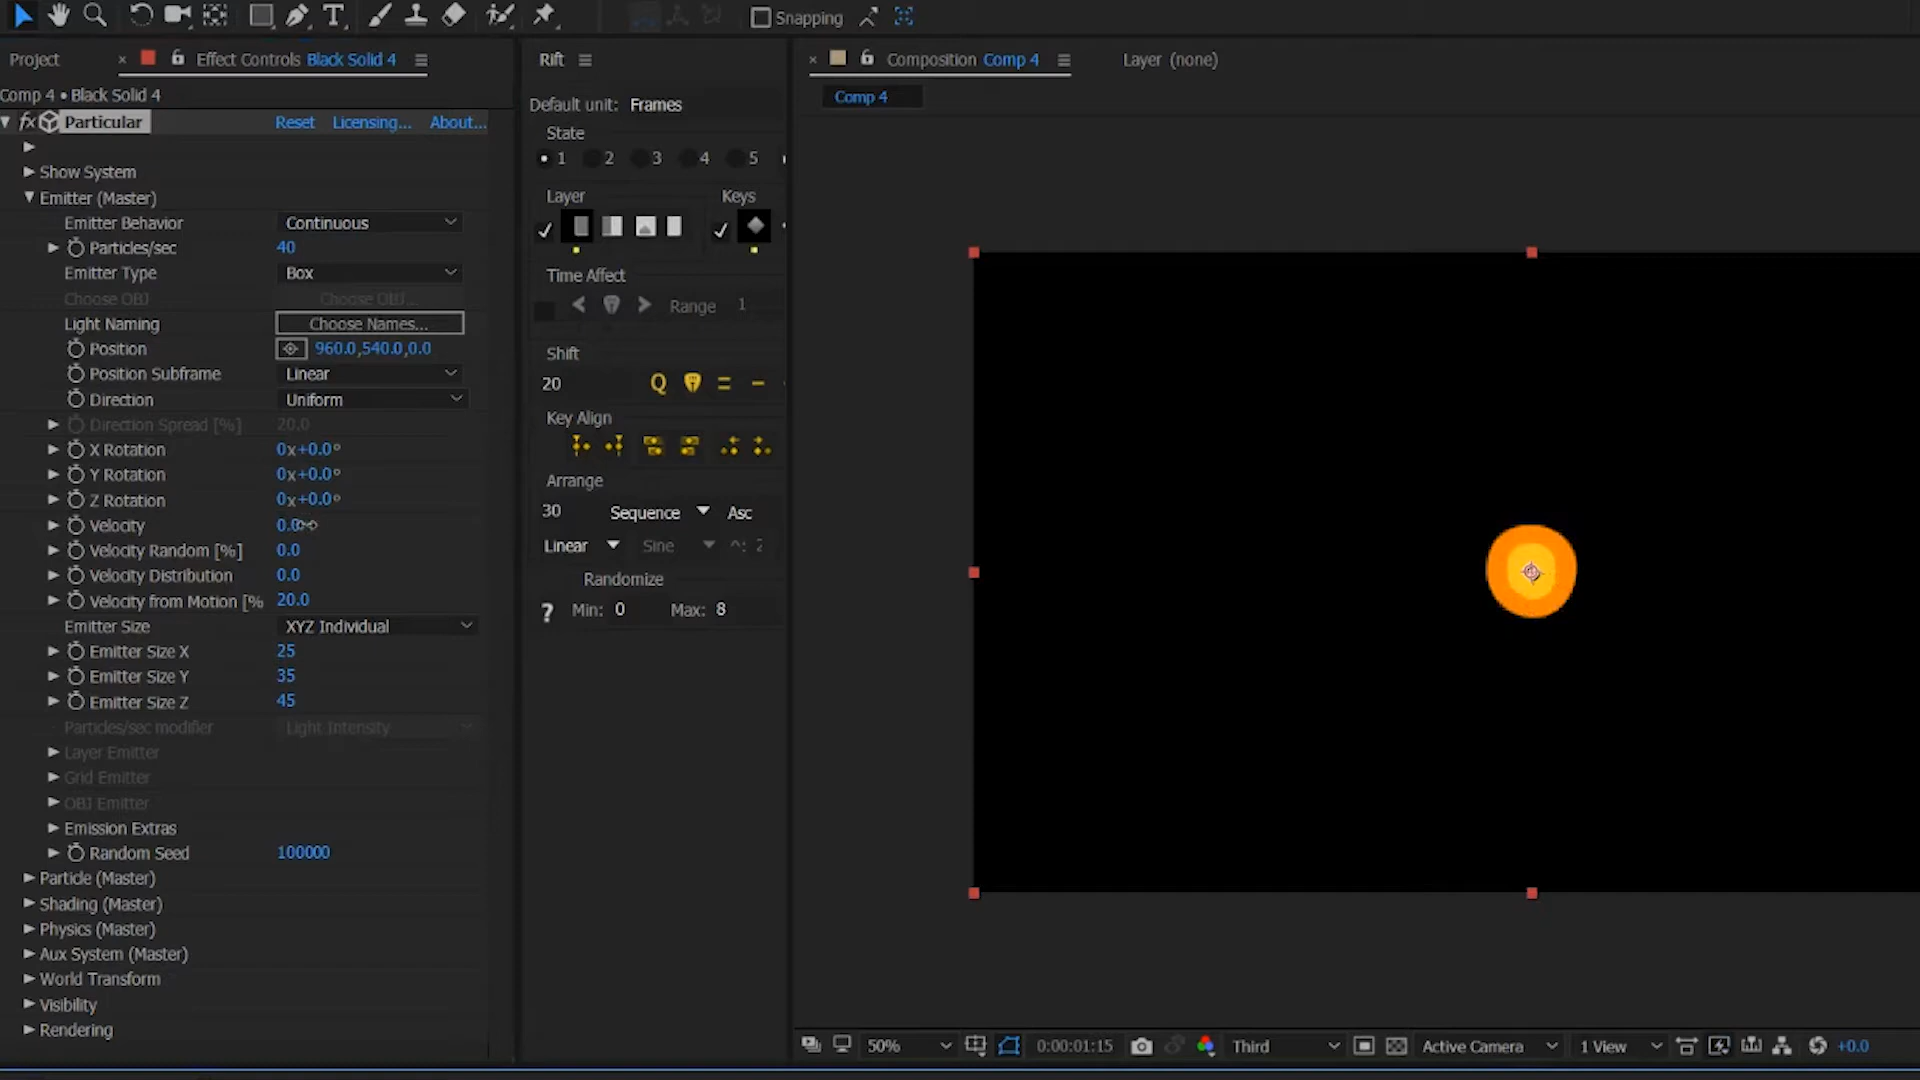 Snapping
Project
Effect Controls Black Solid 4
Comp 4 • Black Solid 4
fx Particular Reset Licensing... About...
Show System
Emitter (Master)
Emitter Behavior Continuous
Particles/sec 40
Emitter Type Box
Choose OBJ Choose OBJ...
Light Naming Choose Names...
Position 960.0,540.0,0.0
Position Subframe Linear
Direction Uniform
Direction Spread [%] 20.0
X Rotation 0x+0.0°
Y Rotation 0x+0.0°
Z Rotation 0x+0.0°
Velocity 0.0
Velocity Random [%] 0.0
Velocity Distribution 0.0
Velocity from Motion [% 20.0
Emitter Size XYZ Individual
Emitter Size X 25
Emitter Size Y 35
Emitter Size Z 45
Particles/sec modifier Light Intensity
Layer Emitter
Grid Emitter
OBJ Emitter
Emission Extras
Random Seed 100000
Particle (Master)
Shading (Master)
Physics (Master)
Aux System (Master)
World Transform
Visibility
Rendering
Rift
Default unit: Frames
State
1 2 3 4 5
Layer Keys
Time Affect
Range 1
Shift
20 Q
Key Align
Arrange
30 Sequence Asc
Linear Sine ^: 2
Randomize
? Min: 0 Max: 8
Composition Comp 4
Layer (none)
Comp 4
50% 0:00:01:15 Third Active Camera 1 View +0.0